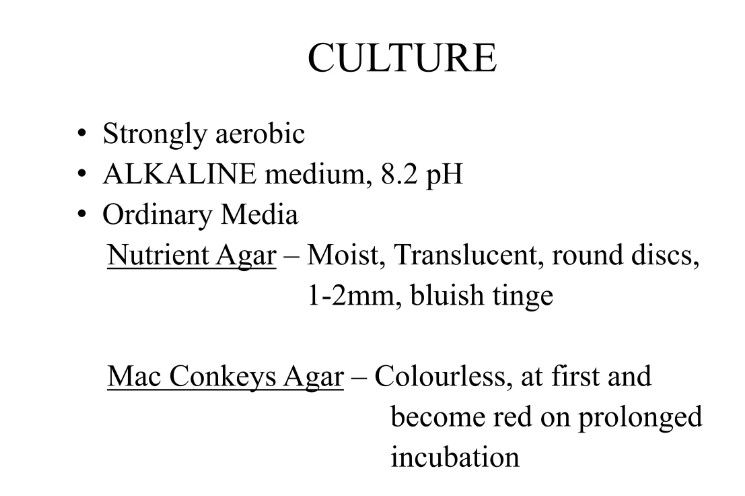 CULTURE
• Strongly aerobic
• ALKALINE medium, 8.2 pH
• Ordinary Media
Nutrient Agar – Moist, Translucent, round discs,
1-2mm, bluish tinge
Mac Conkeys Agar – Colourless, at first and
become red on prolonged
incubation